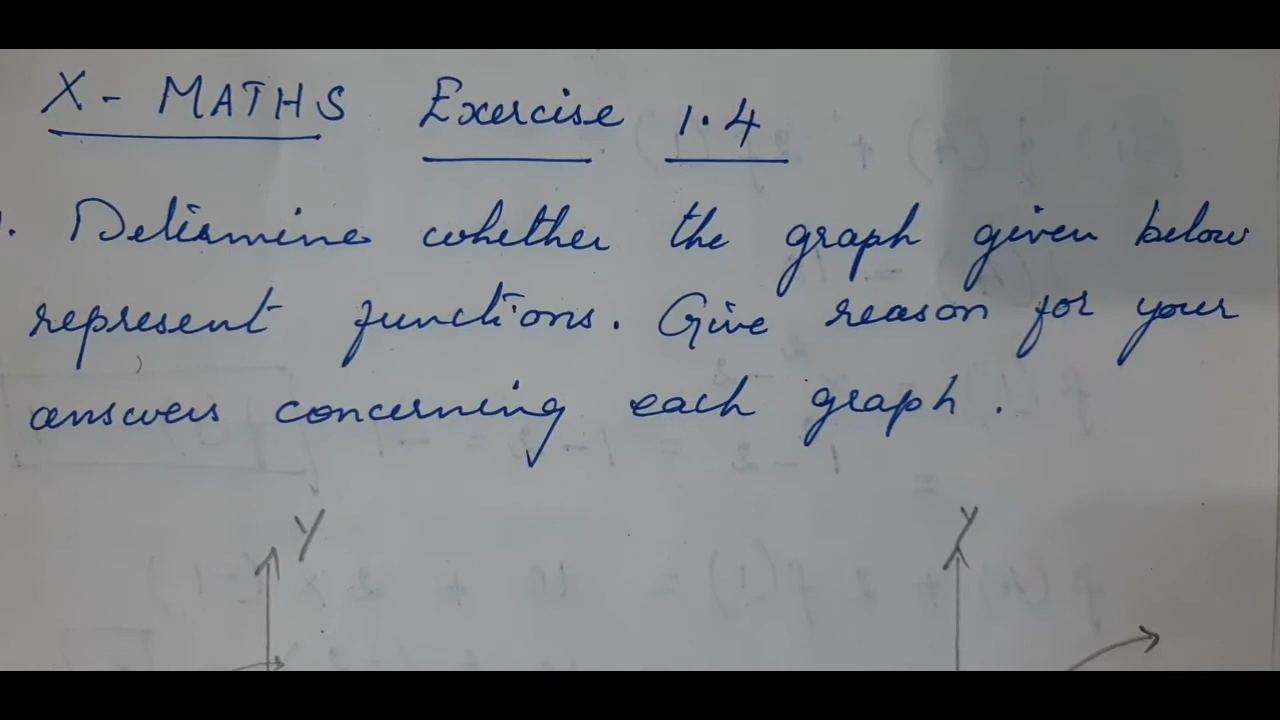 X - MATHS Exercise 1.4
. Determine whether the graph given below
represent functions. Give reason for your
answers concerning each graph.
Y Y